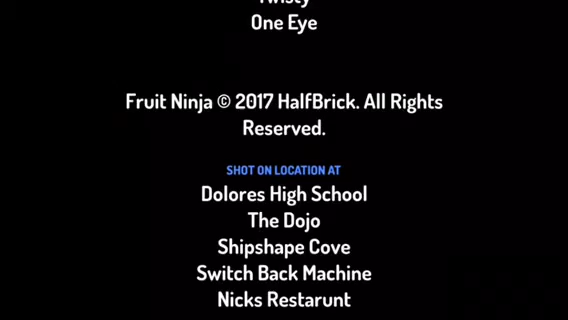 Twisty
One Eye
Fruit Ninja © 2017 HalfBrick. All Rights
Reserved.
SHOT ON LOCATION AT
Dolores High School
The Dojo
Shipshape Cove
Switch Back Machine
Nicks Restarunt